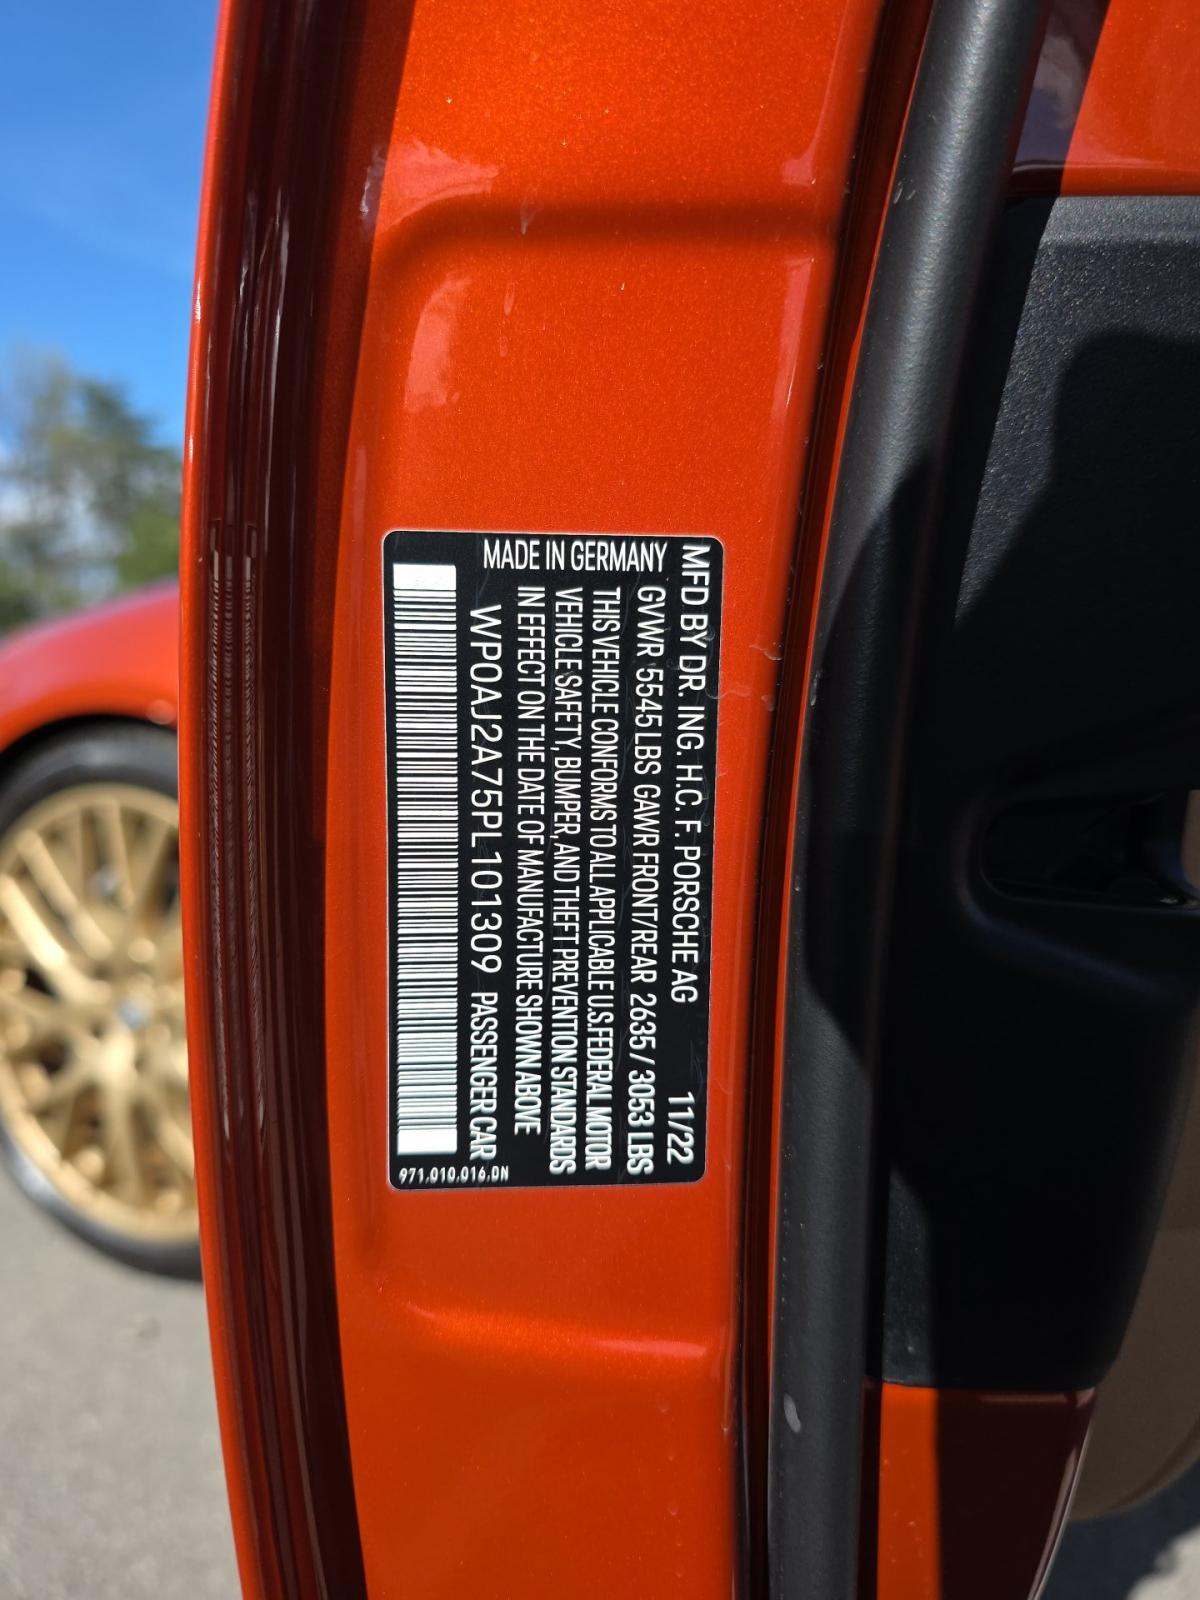 MFD BY DR. ING. H.C. F. PORSCHE AG 11/22
GVWR 5545 LBS GAWR FRONT/REAR 2635 / 3053 LBS
THIS VEHICLE CONFORMS TO ALL APPLICABLE U.S.FEDERAL MOTOR
VEHICLE SAFETY, BUMPER, AND THEFT PREVENTION STANDARDS
IN EFFECT ON THE DATE OF MANUFACTURE SHOWN ABOVE
MADE IN GERMANY
WP0AJ2A75PL101309 PASSENGER CAR
971.010.016.DN